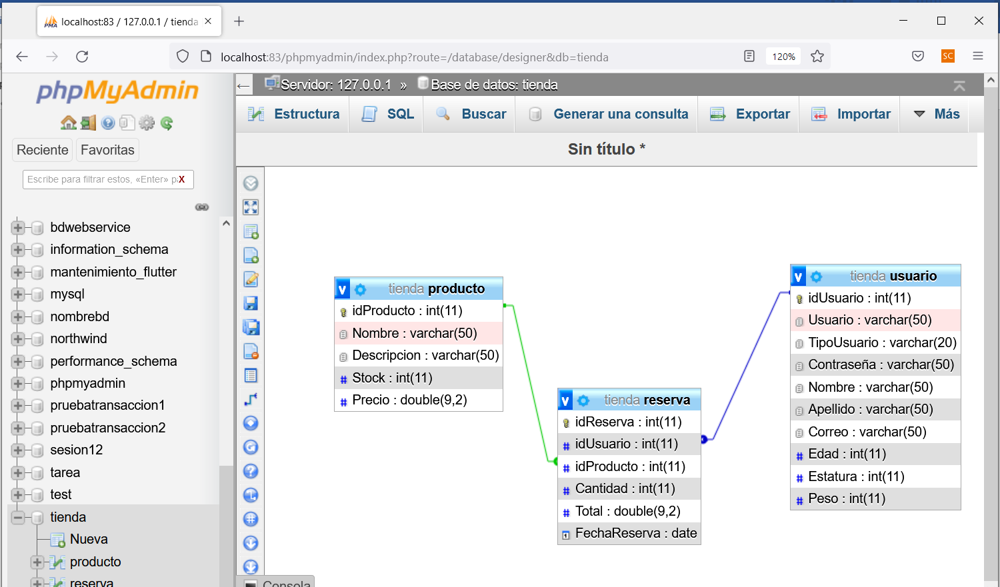 localhost:83 / 127.0.0.1 / tienda
localhost:83/phpmyadmin/index.php?route=/database/designer&db=tienda
120%
SC
phpMyAdmin
Reciente
Favoritas
Escribe para filtrar estos, «Enter» pa
X
bdwebservice
information_schema
mantenimiento_flutter
mysql
nombrebd
northwind
performance_schema
phpmyadmin
pruebatransaccion1
pruebatransaccion2
sesion12
tarea
test
tienda
Nueva
producto
reserva
Servidor: 127.0.0.1 » Base de datos: tienda
Estructura
SQL
Buscar
Generar una consulta
Exportar
Importar
Más
Sin título *
v tienda producto
idProducto : int(11)
Nombre : varchar(50)
Descripcion : varchar(50)
# Stock : int(11)
# Precio : double(9,2)
v tienda reserva
idReserva : int(11)
# idUsuario : int(11)
# idProducto : int(11)
# Cantidad : int(11)
# Total : double(9,2)
FechaReserva : date
v tienda usuario
idUsuario : int(11)
Usuario : varchar(50)
TipoUsuario : varchar(20)
Contraseña : varchar(50)
Nombre : varchar(50)
Apellido : varchar(50)
Correo : varchar(50)
# Edad : int(11)
# Estatura : int(11)
# Peso : int(11)
Consola